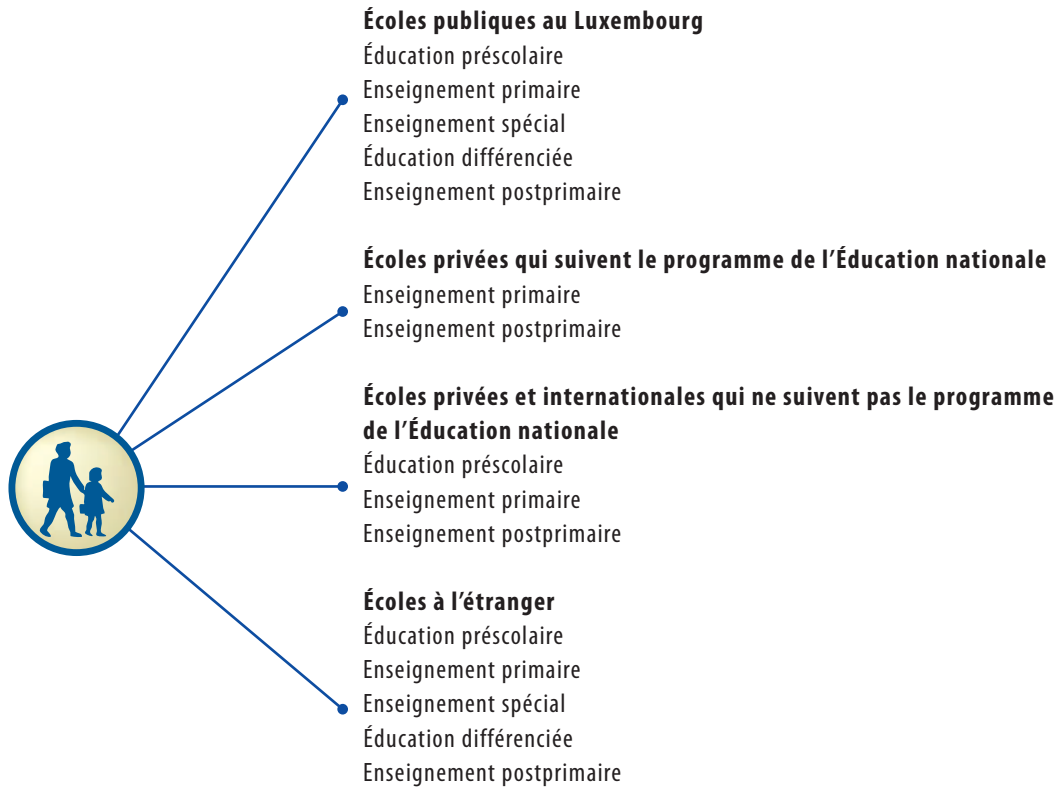 Écoles publiques au Luxembourg
Éducation préscolaire
Enseignement primaire
Enseignement spécial
Éducation différenciée
Enseignement postprimaire
Écoles privées qui suivent le programme de l’Éducation nationale
Enseignement primaire
Enseignement postprimaire
Écoles privées et internationales qui ne suivent pas le programme
de l’Éducation nationale
Éducation préscolaire
Enseignement primaire
Enseignement postprimaire
Écoles à l’étranger
Éducation préscolaire
Enseignement primaire
Enseignement spécial
Éducation différenciée
Enseignement postprimaire